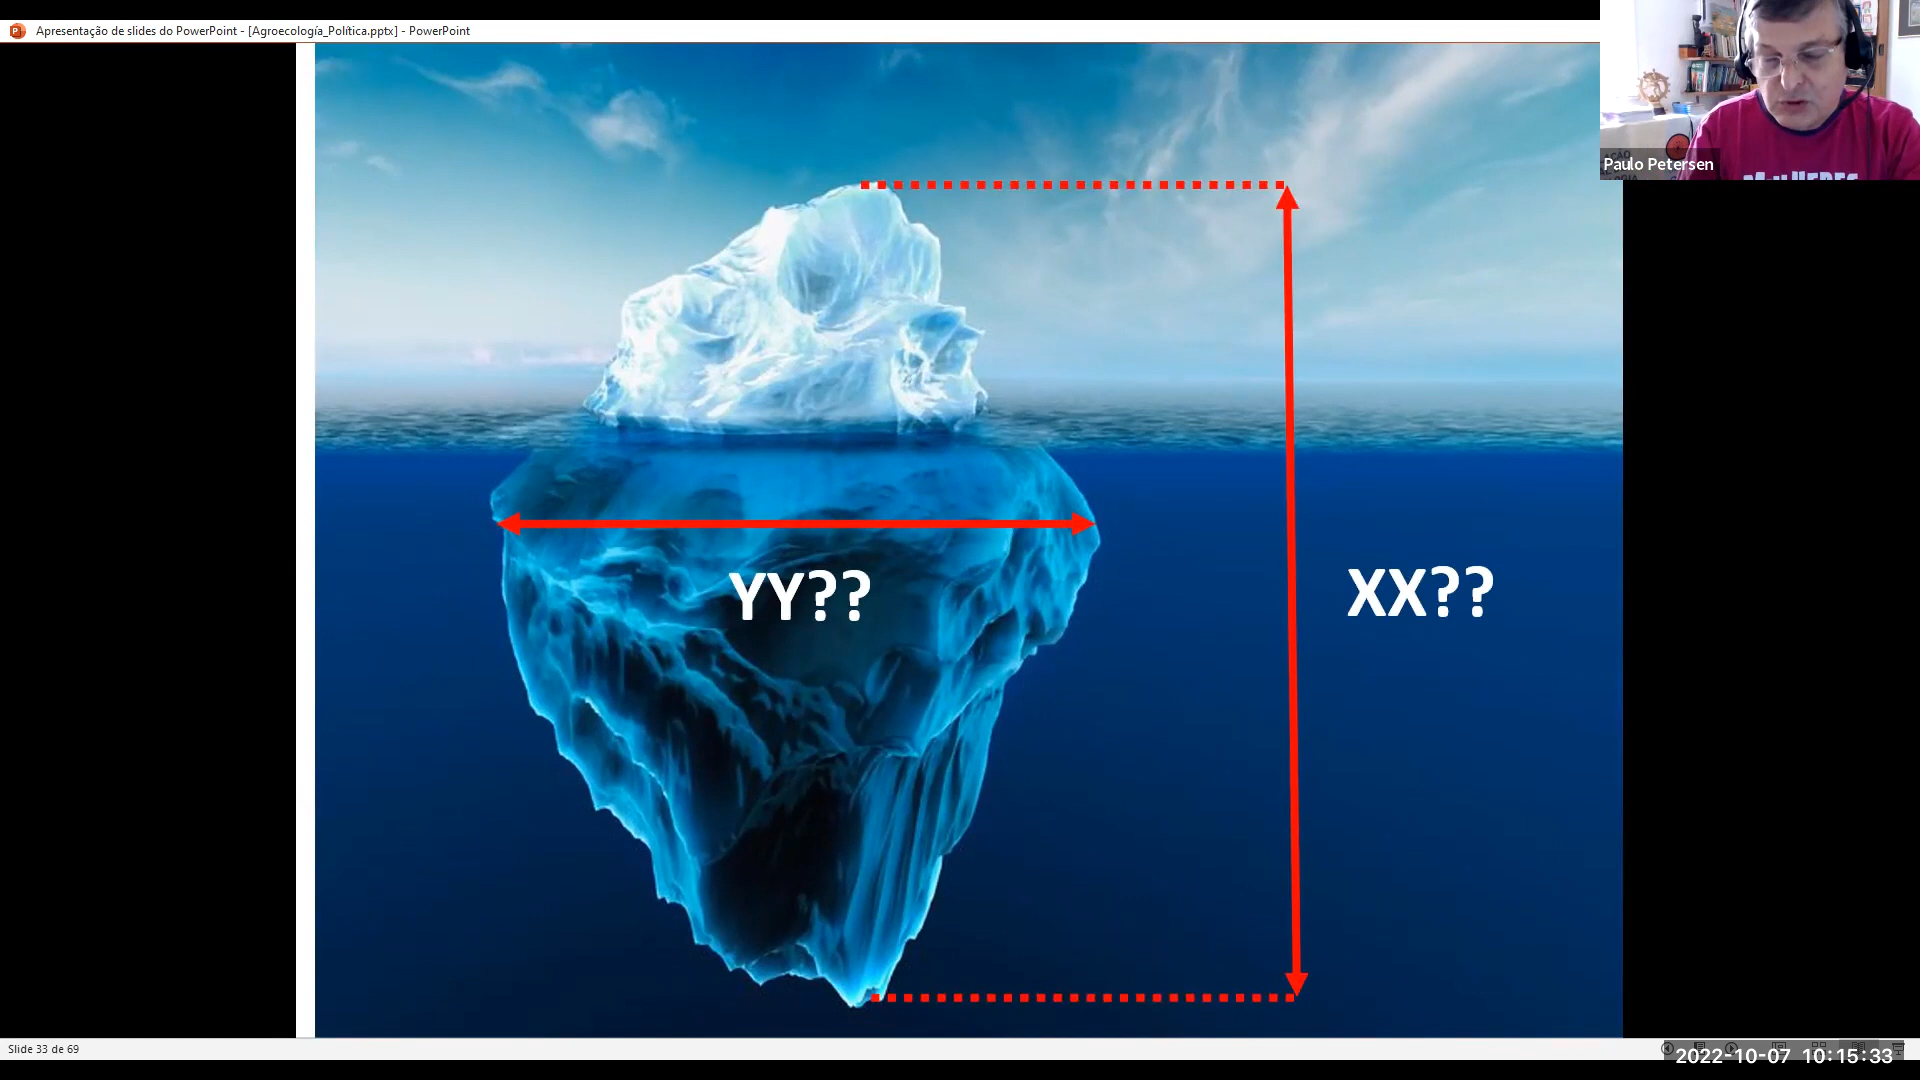 Apresentação de slides do PowerPoint - [Agroecología_Política.pptx] - PowerPoint
Paulo Petersen
MULHERES
YY??
XX??
Slide 33 de 69
2022-10-07 10:15:33